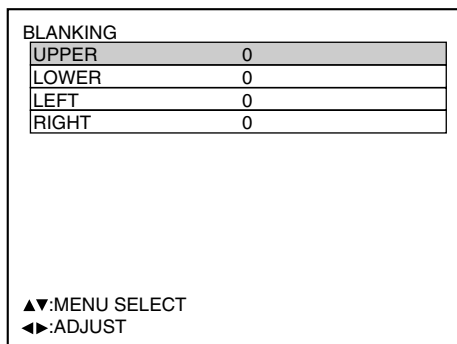 BLANKING
UPPER 0
LOWER 0
LEFT 0
RIGHT 0
▲▼:MENU SELECT
◀▶:ADJUST